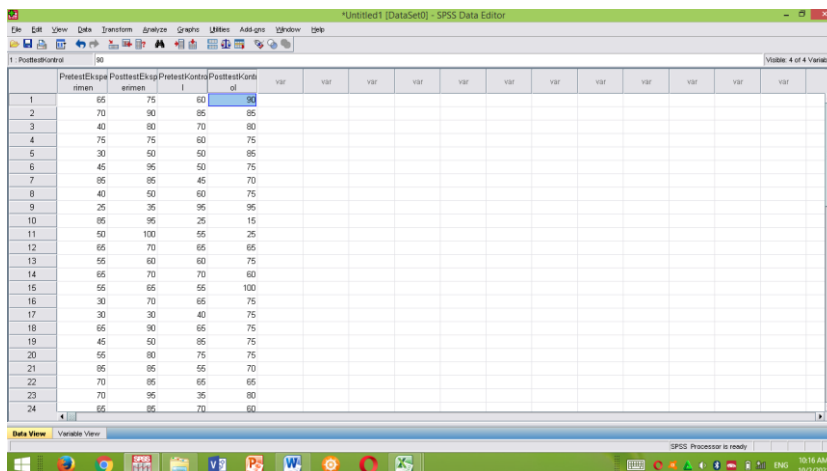 *Untitled1 [DataSet0] - SPSS Data Editor
File Edit View Data Transform Analyze Graphs Utilities Add-ons Window Help
1 : PosttestKontrol 90 Visible: 4 of 4 Variab
PretestEkspe PosttestEksp PretestKontro PosttestKont var var var var var var var var var
rimen erimen l ol
1 65 75 60 90
2 70 90 85 85
3 40 80 70 80
4 75 75 60 75
5 30 50 50 85
6 45 95 50 75
7 85 85 45 70
8 40 50 60 75
9 25 35 95 95
10 85 95 25 15
11 50 100 55 25
12 65 70 65 65
13 55 60 60 75
14 65 70 70 60
15 55 65 55 100
16 30 70 65 75
17 30 30 40 75
18 65 90 65 75
19 45 50 85 75
20 55 80 75 75
21 85 85 55 70
22 70 85 65 65
23 70 95 35 80
24 65 85 70 60
Data View Variable View
SPSS Processor is ready
ENG 10:16 AM